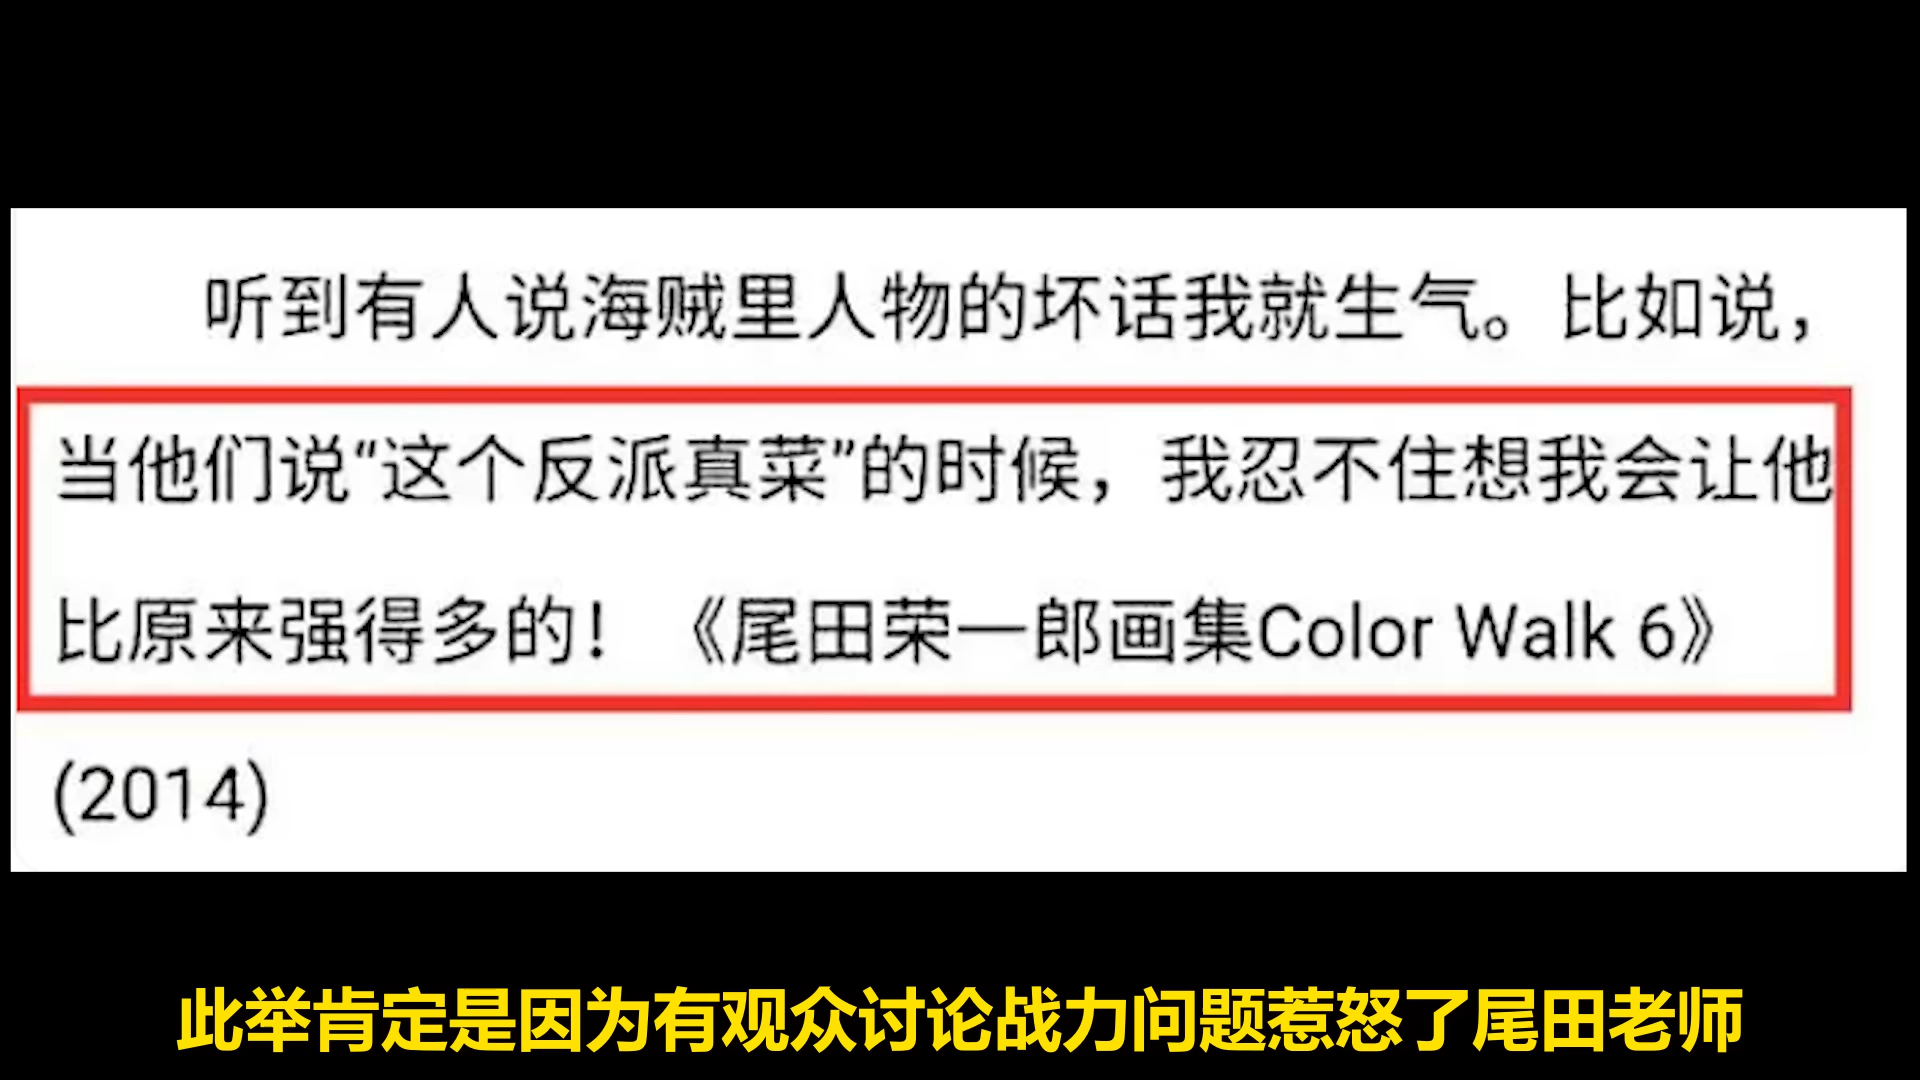 听到有人说海贼里人物的坏话我就生气。比如说，
当他们说“这个反派真菜”的时候，我忍不住想我会让他
比原来强得多的！《尾田荣一郎画集Color Walk 6》
(2014)
此举肯定是因为有观众讨论战力问题惹怒了尾田老师